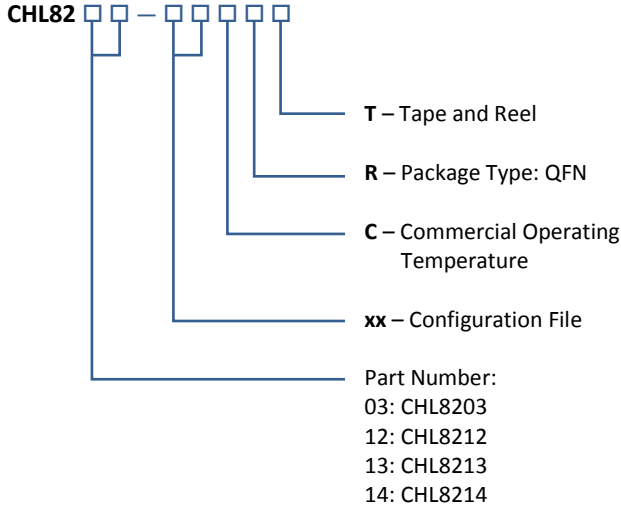 CHL82 □ □ — □ □ □ □ □
T – Tape and Reel
R – Package Type: QFN
C – Commercial Operating
Temperature
xx – Configuration File
Part Number:
03: CHL8203
12: CHL8212
13: CHL8213
14: CHL8214